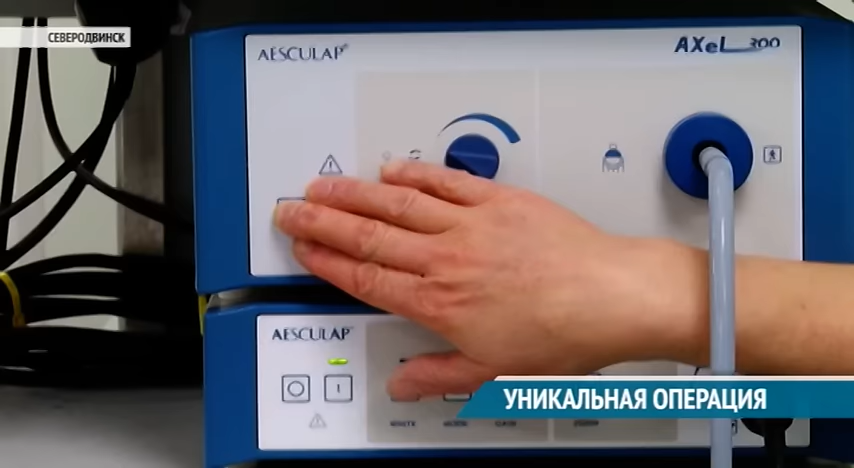 СЕВЕРОДВИНСК
AESCULAP®
AXeL 300
AESCULAP
УНИКАЛЬНАЯ ОПЕРАЦИЯ